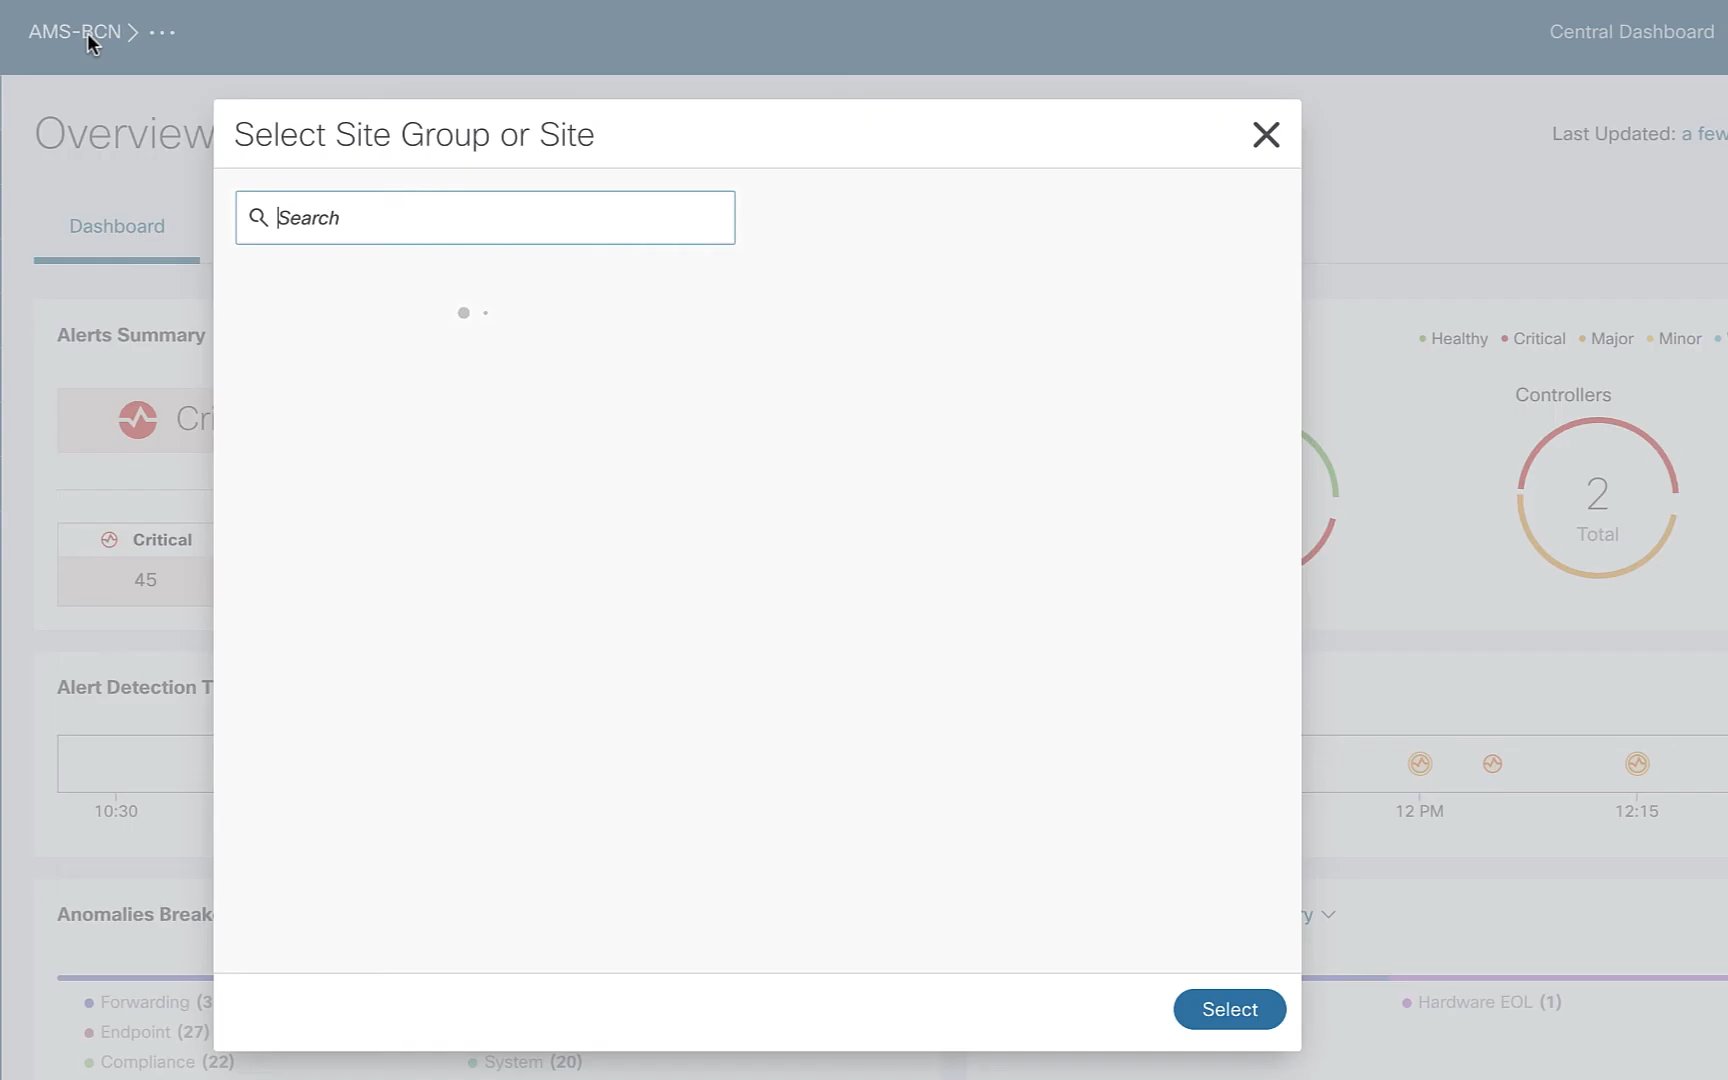 AMS-BCN > ...
Central Dashboard
Overview
Select Site Group or Site
Last Updated: a few
Search
Dashboard
Alerts Summary
Healthy Critical Major Minor
Controllers
2
Total
Critical
45
Alert Detection T
10:30
12 PM
12:15
Anomalies Break
Forwarding (3
Endpoint (27)
Compliance (22)
System (20)
Hardware EOL (1)
Select